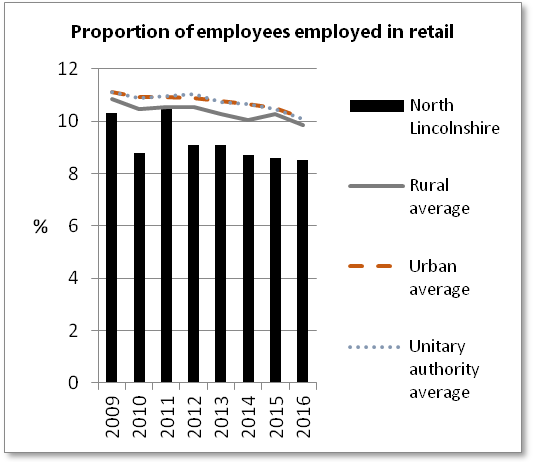 Proportion of employees employed in retail
12
10
8
6
4
2
0
%
2009
2010
2011
2012
2013
2014
2015
2016
North
Lincolnshire
Rural
average
Urban
average
Unitary
authority
average